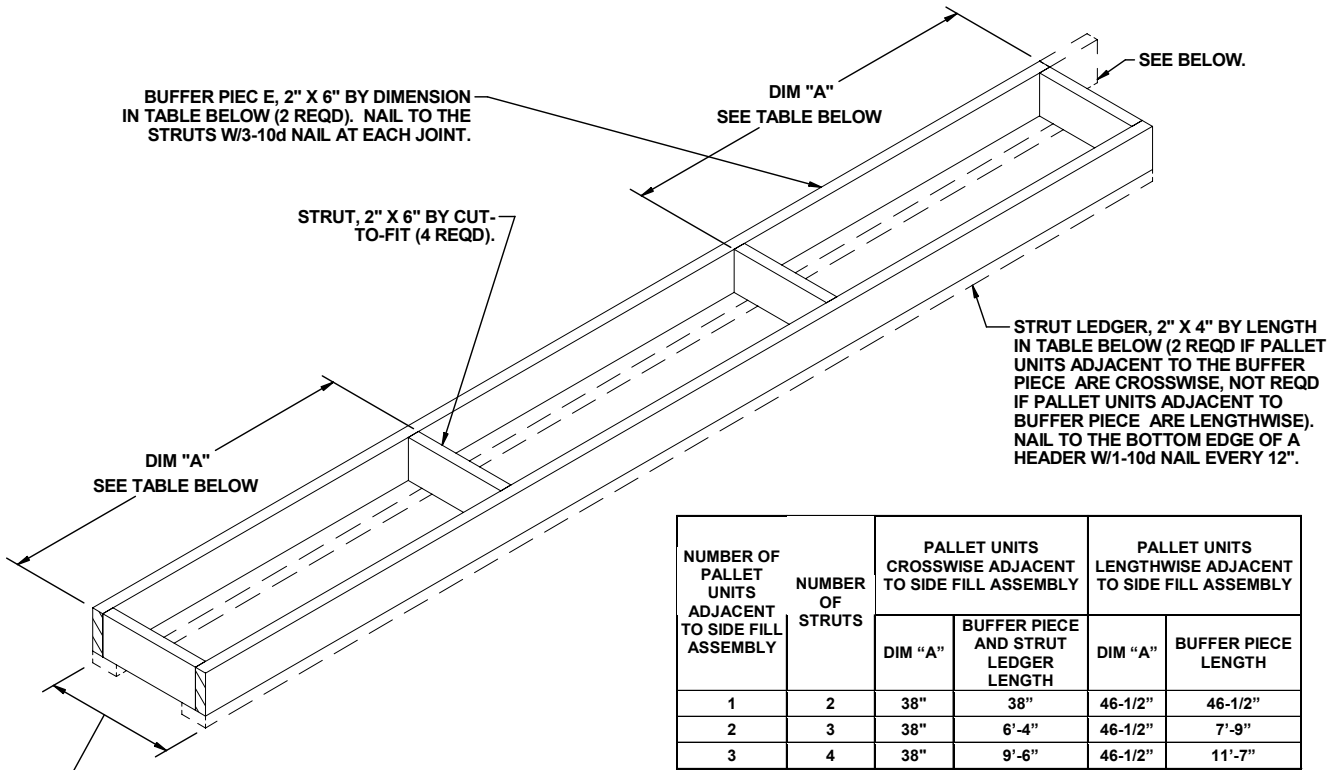 SEE BELOW.
DIM "A"
SEE TABLE BELOW
BUFFER PIEC E, 2" X 6" BY DIMENSION
IN TABLE BELOW (2 REQD). NAIL TO THE
STRUTS W/3-10d NAIL AT EACH JOINT.
STRUT, 2" X 6" BY CUT-
TO-FIT (4 REQD).
STRUT LEDGER, 2" X 4" BY LENGTH
IN TABLE BELOW (2 REQD IF PALLET
UNITS ADJACENT TO THE BUFFER
PIECE ARE CROSSWISE, NOT REQD
IF PALLET UNITS ADJACENT TO
BUFFER PIECE ARE LENGTHWISE).
NAIL TO THE BOTTOM EDGE OF A
HEADER W/1-10d NAIL EVERY 12".
DIM "A"
SEE TABLE BELOW
NUMBER OF
PALLET
UNITS
ADJACENT
TO SIDE FILL
ASSEMBLY
NUMBER
OF
STRUTS
PALLET UNITS
CROSSWISE ADJACENT
TO SIDE FILL ASSEMBLY
PALLET UNITS
LENGTHWISE ADJACENT
TO SIDE FILL ASSEMBLY
DIM “A”
BUFFER PIECE
AND STRUT
LEDGER
LENGTH
DIM “A”
BUFFER PIECE
LENGTH
1 2 38" 38” 46-1/2” 46-1/2”
2 3 38" 6’-4” 46-1/2” 7’-9”
3 4 38" 9’-6” 46-1/2” 11’-7”